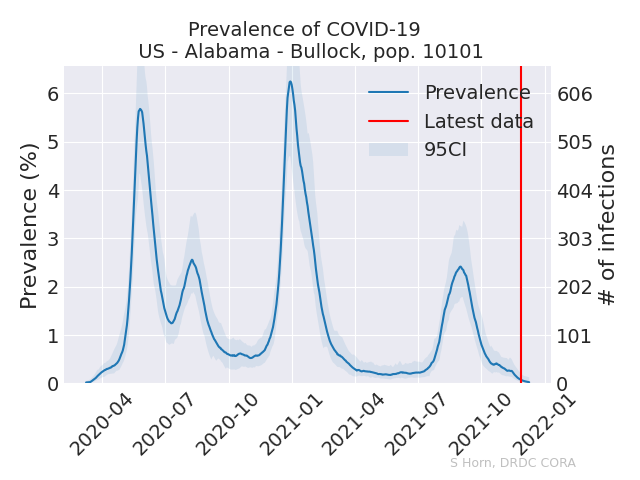 Prevalence of COVID-19
US - Alabama - Bullock, pop. 10101
Prevalence
Latest data
95CI
Prevalence (%)
6
5
4
3
2
1
0
606
505
404
303
202
101
0
# of infections
2020-04
2020-07
2020-10
2021-01
2021-04
2021-07
2021-10
2022-01
S Horn, DRDC CORA